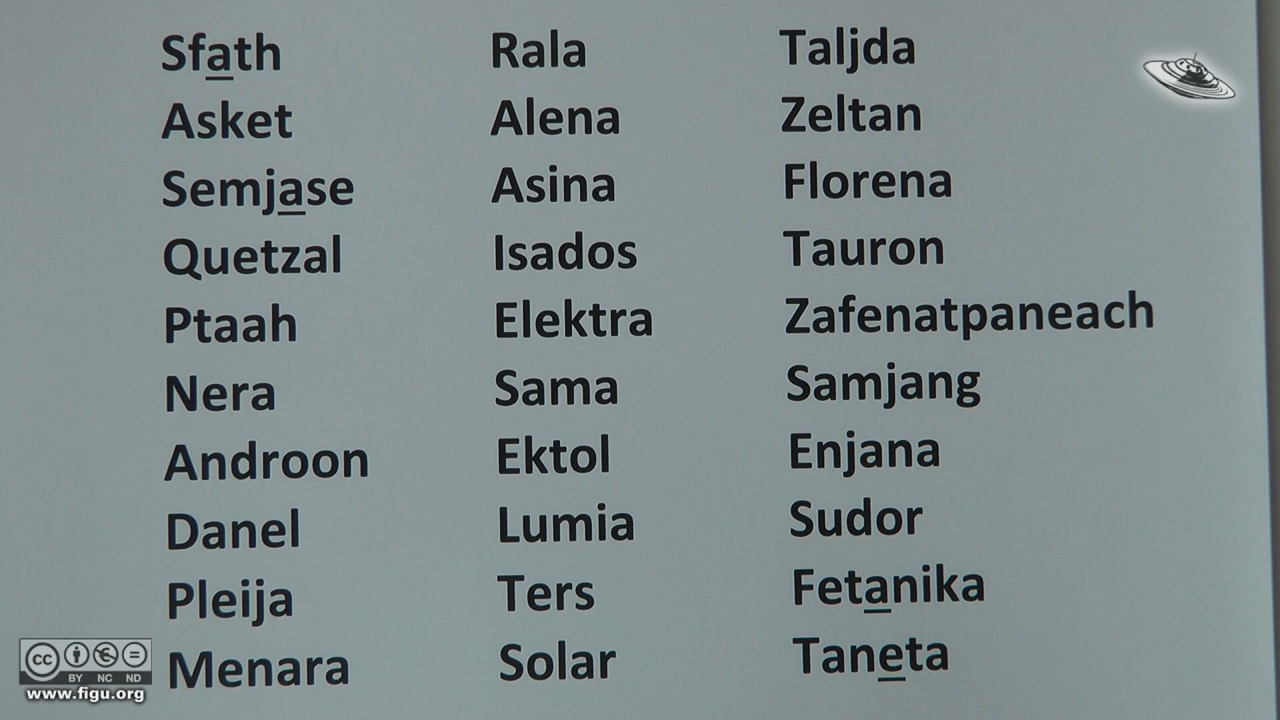 Sfath Rala Taljda
Asket Alena Zeltan
Semjase Asina Florena
Quetzal Isados Tauron
Ptaah Elektra Zafenatpaneach
Nera Sama Samjang
Androon Ektol Enjana
Danel Lumia Sudor
Pleija Ters Fetanika
Menara Solar Taneta
cc BY NC ND
www.figu.org